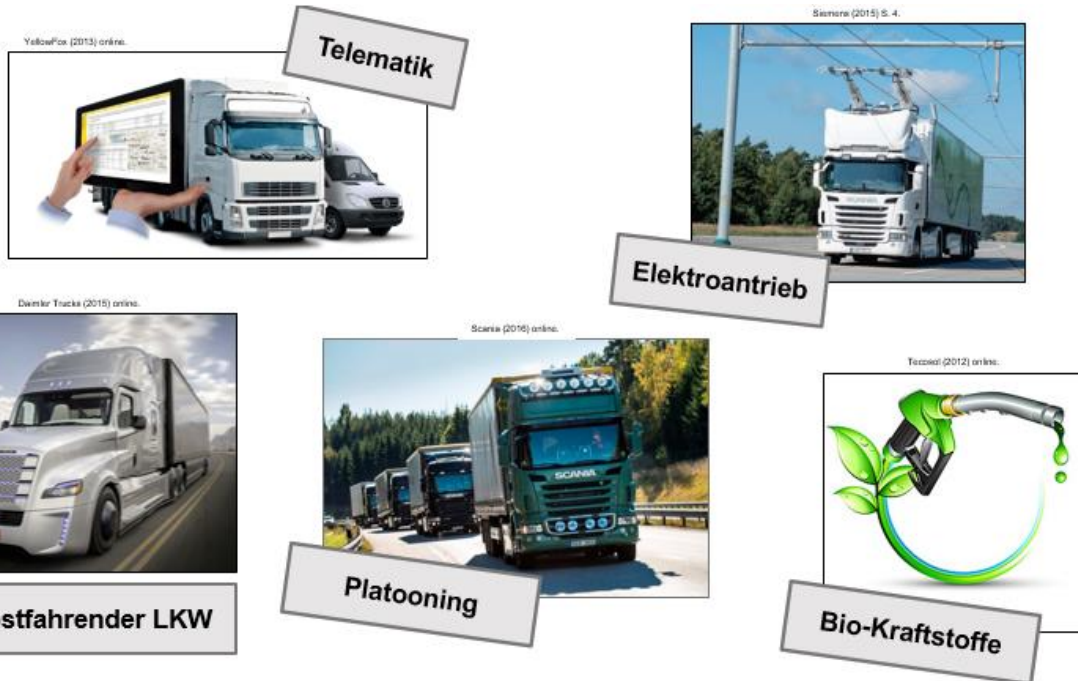 YellowFox (2013) online.
Telematik
Siemens (2015) S. 4.
Elektroantrieb
Daimler Trucks (2015) online.
stfahrender LKW
Scania (2016) online.
SCANIA
Platooning
Tecosol (2012) online.
Bio-Kraftstoffe